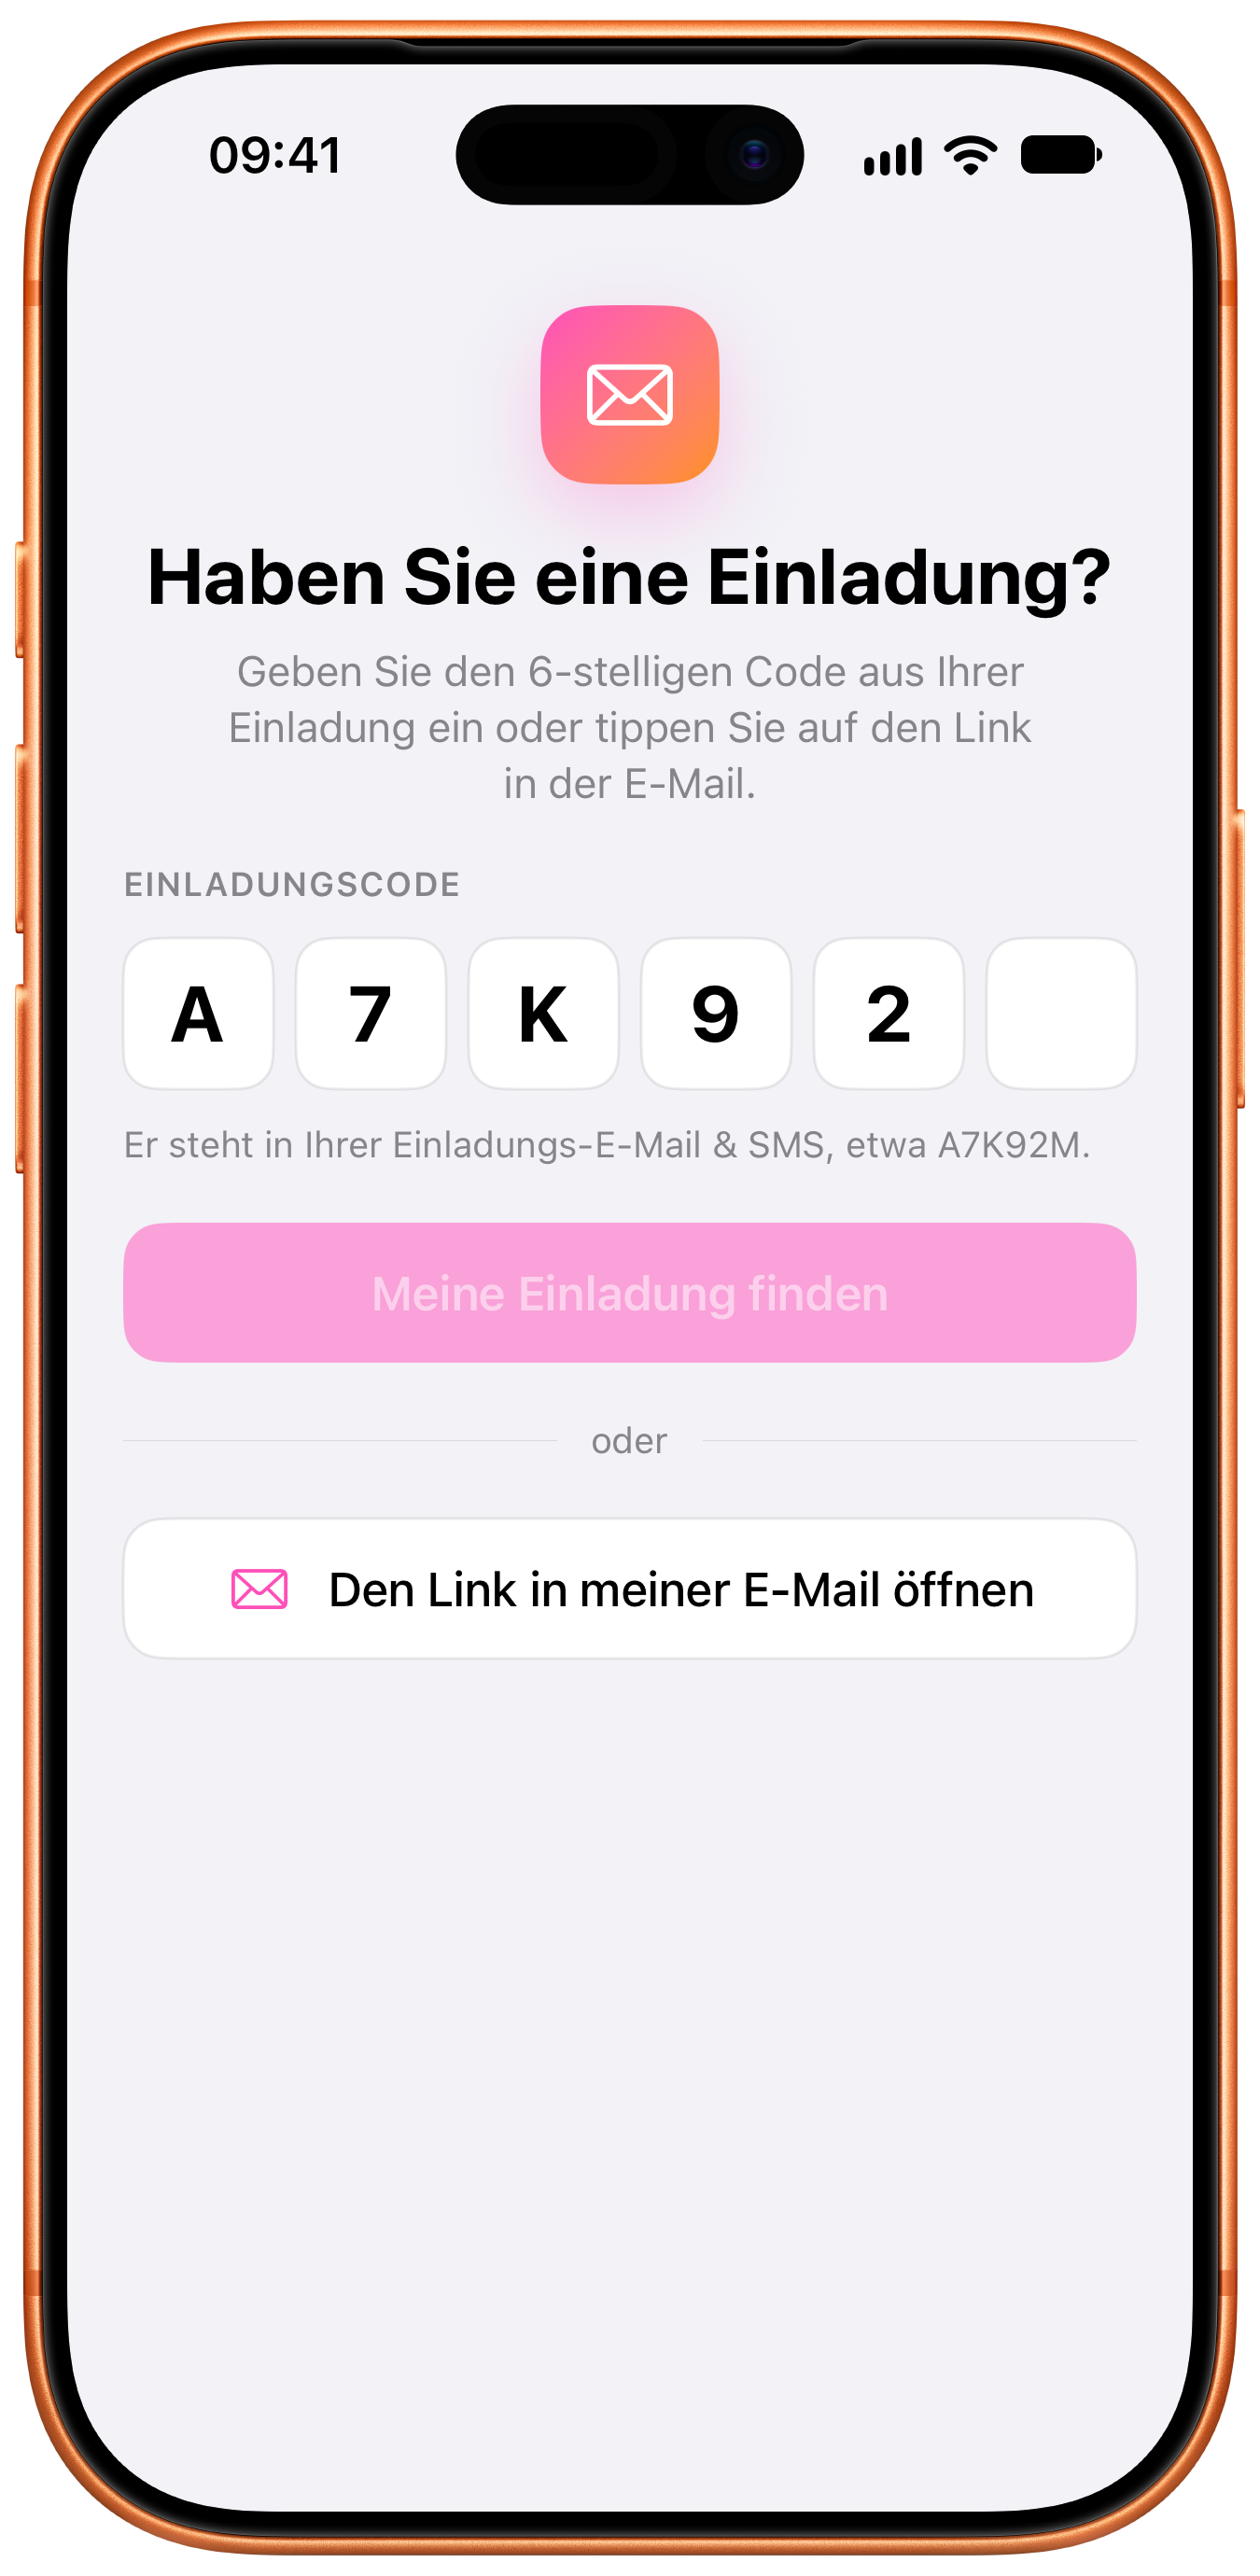 09:41
Haben Sie eine Einladung?
Geben Sie den 6-stelligen Code aus Ihrer
Einladung ein oder tippen Sie auf den Link
in der E-Mail.
EINLADUNGSCODE
A 7 K 9 2
Er steht in Ihrer Einladungs-E-Mail & SMS, etwa A7K92M.
Meine Einladung finden
oder
Den Link in meiner E-Mail öffnen